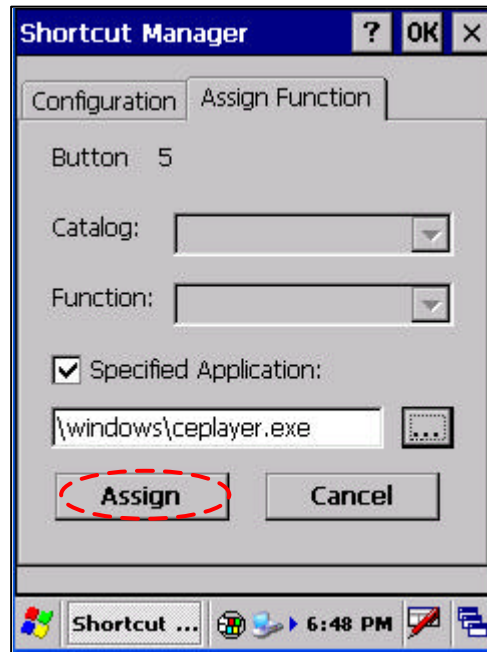 Shortcut Manager ? OK ×
Configuration Assign Function
Button 5
Catalog:
Function:
Specified Application:
\windows\ceplayer.exe ...
Assign Cancel
Shortcut ... 6:48 PM